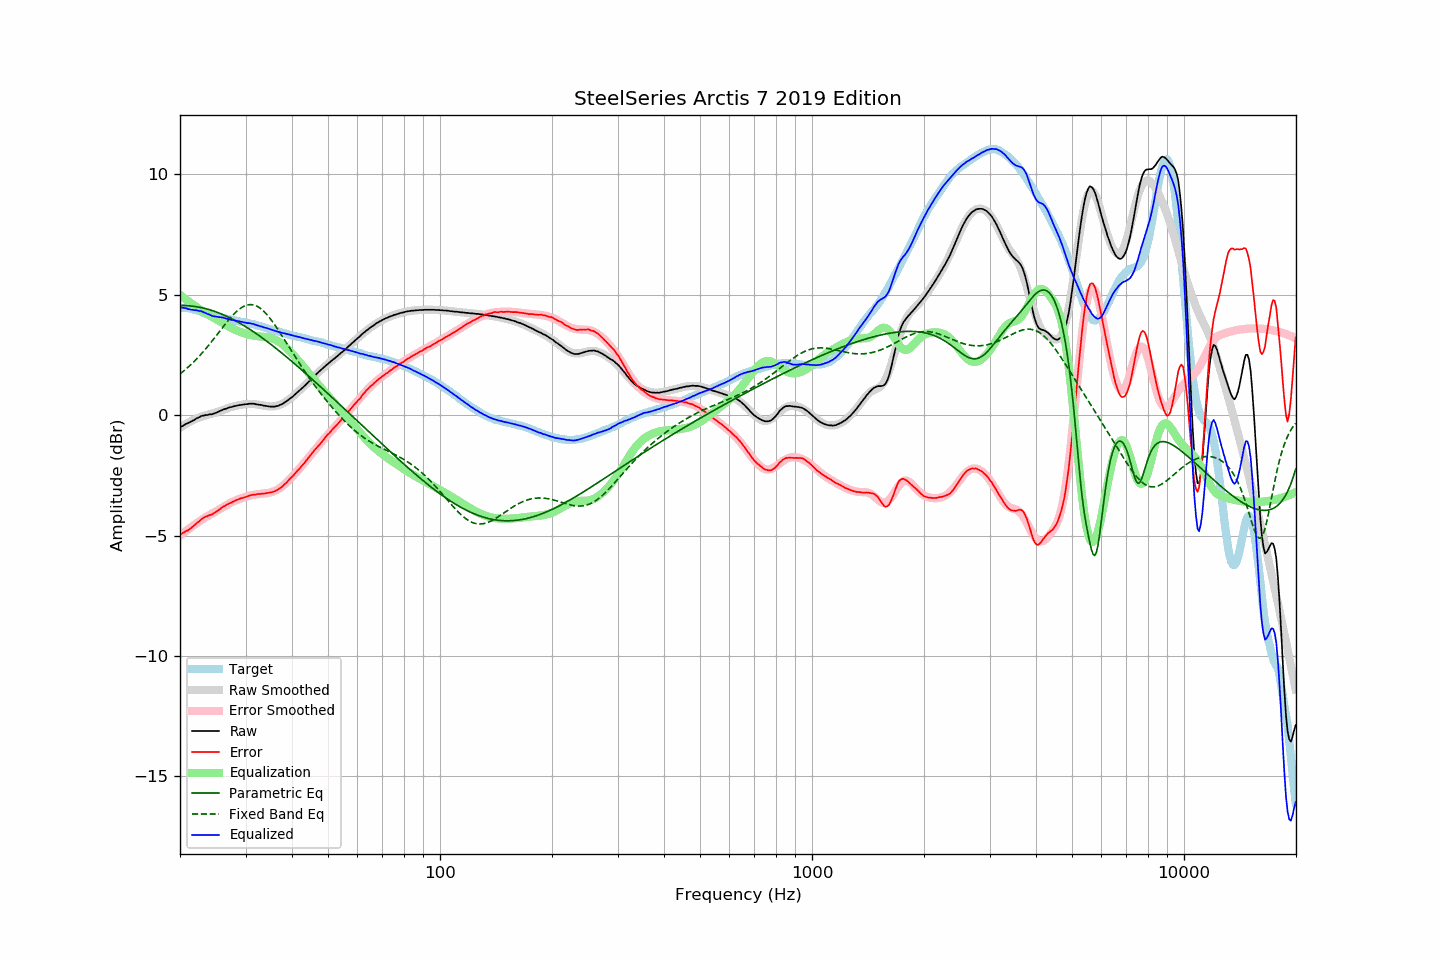 SteelSeries Arctis 7 2019 Edition
10
5
0
−5
−10
−15
Amplitude (dBr)
Target
Raw Smoothed
Error Smoothed
Raw
Error
Equalization
Parametric Eq
Fixed Band Eq
Equalized
100
1000
10000
Frequency (Hz)